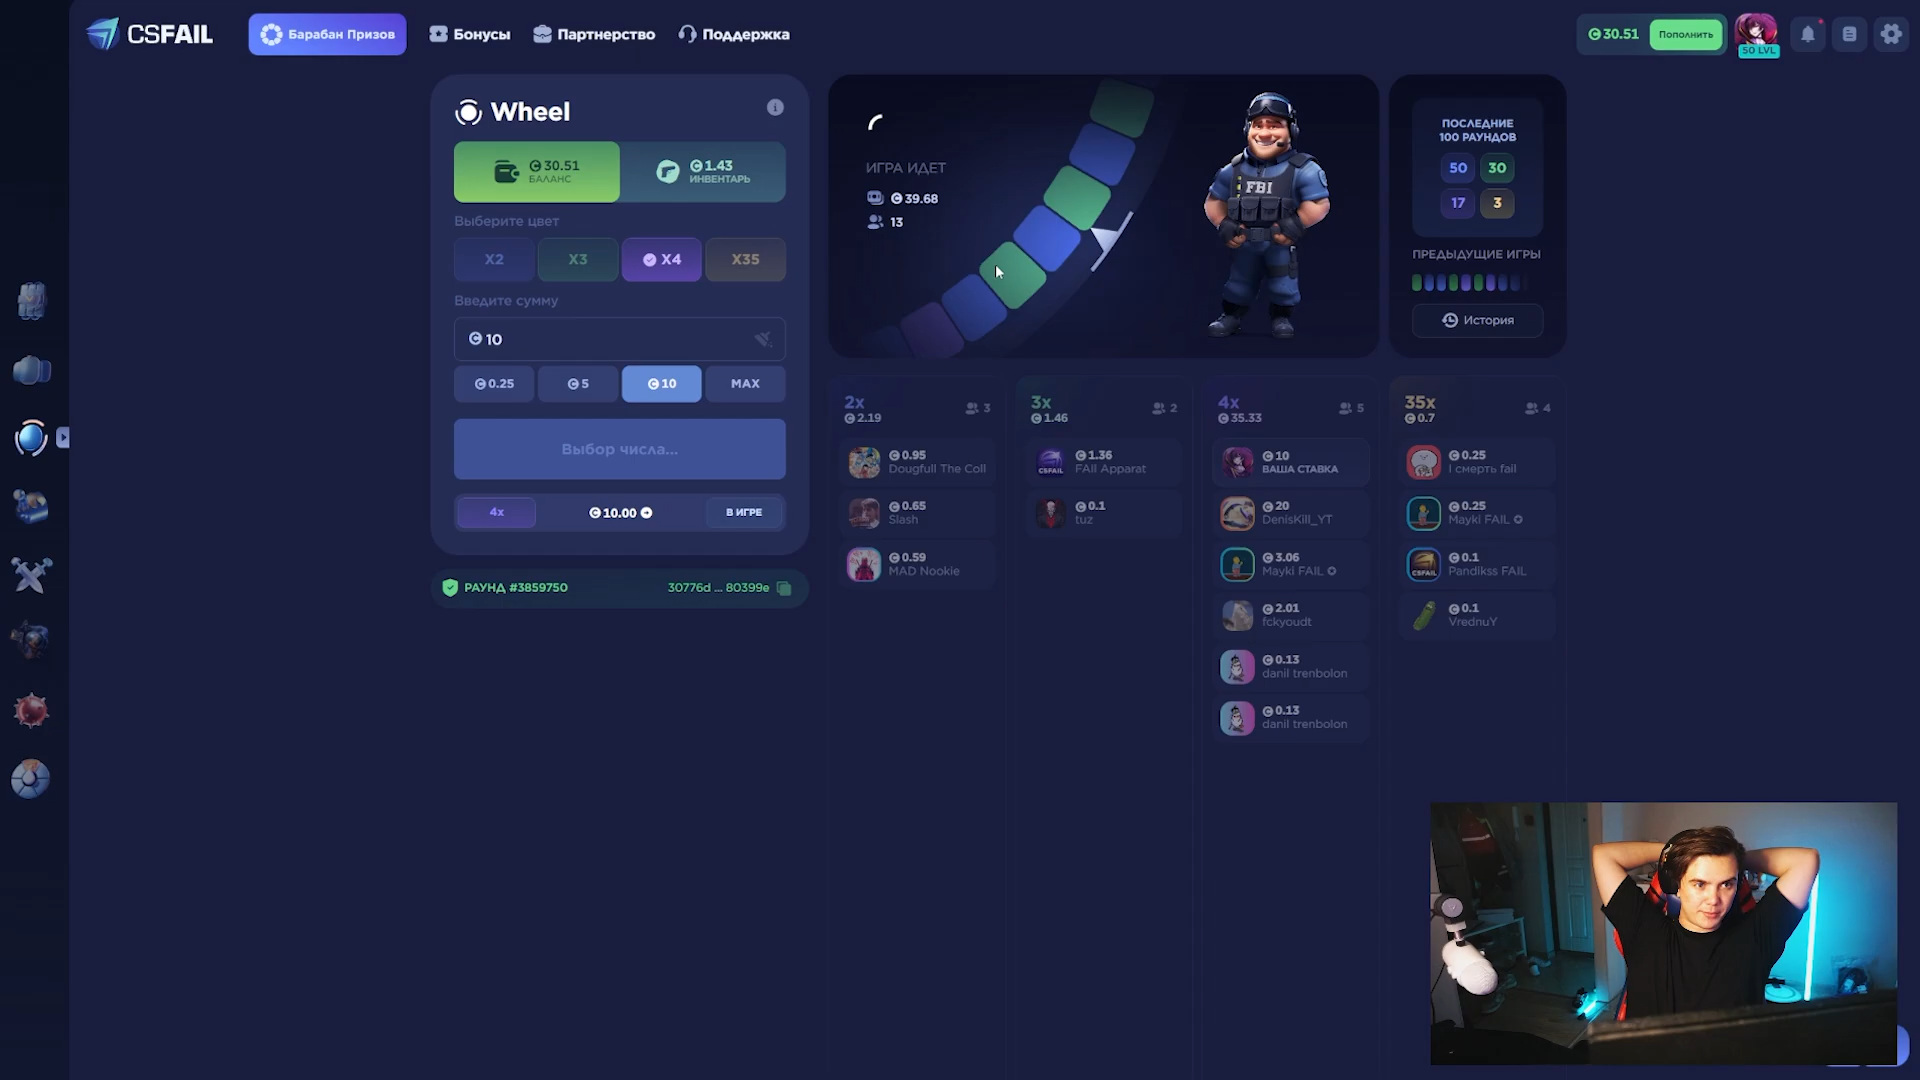 CSFAIL
Барабан Призов
Бонусы
Партнерство
Поддержка
30.51
Пополнить
50 LVL
Wheel
30.51
БАЛАНС
1.43
ИНВЕНТАРЬ
Выберите цвет
X2
X3
X4
X35
Введите сумму
10
0.25
5
10
MAX
Выбор числа...
4x
10.00
В ИГРЕ
РАУНД #3859750
30776d ... 80399e
ИГРА ИДЕТ
39.68
13
FBI
ПОСЛЕДНИЕ
100 РАУНДОВ
50
30
17
3
ПРЕДЫДУЩИЕ ИГРЫ
История
2x
2.19
3
0.95
Dougfull The Coll
0.65
Slash
0.59
MAD Nookie
3x
1.46
2
CSFAIL
1.36
FAIl Apparat
0.1
tuz
4x
35.33
5
10
ВАША СТАВКА
20
DenisKill_YT
3.06
Mayki FAIL
2.01
fckyoudt
0.13
danil trenbolon
0.13
danil trenbolon
35x
0.7
4
0.25
I смерть fail
0.25
Mayki FAIL
CSFAIL
0.1
Pandikss FAIL
0.1
VrednuY